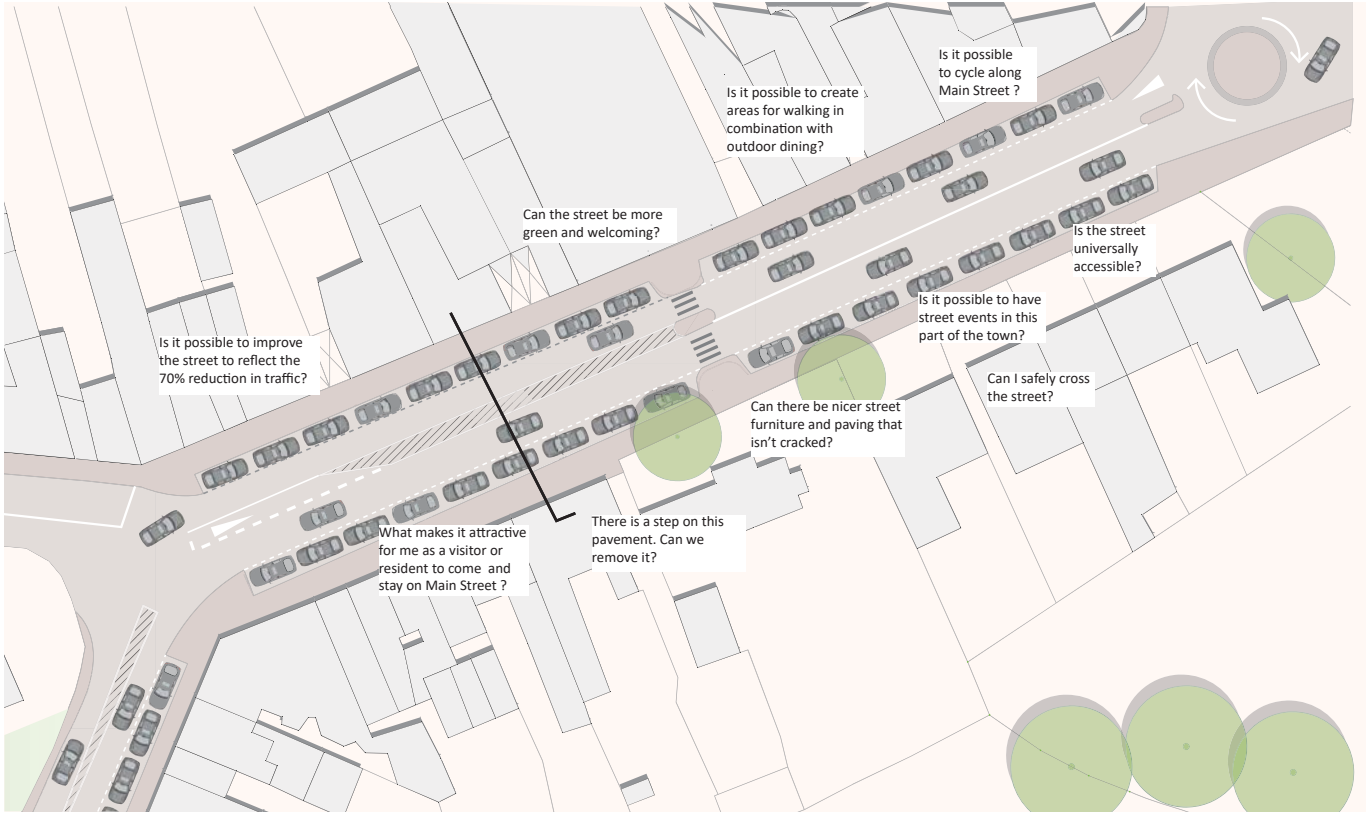 Is it possible
to cycle along
Main Street ?
Is it possible to create
areas for walking in
combination with
outdoor dining?
Can the street be more
green and welcoming?
Is the street
universally
accessible?
Is it possible to have
street events in this
part of the town?
Is it possible to improve
the street to reflect the
70% reduction in traffic?
Can I safely cross
the street?
Can there be nicer street
furniture and paving that
isn't cracked?
There is a step on this
pavement. Can we
remove it?
What makes it attractive
for me as a visitor or
resident to come  and
stay on Main Street ?